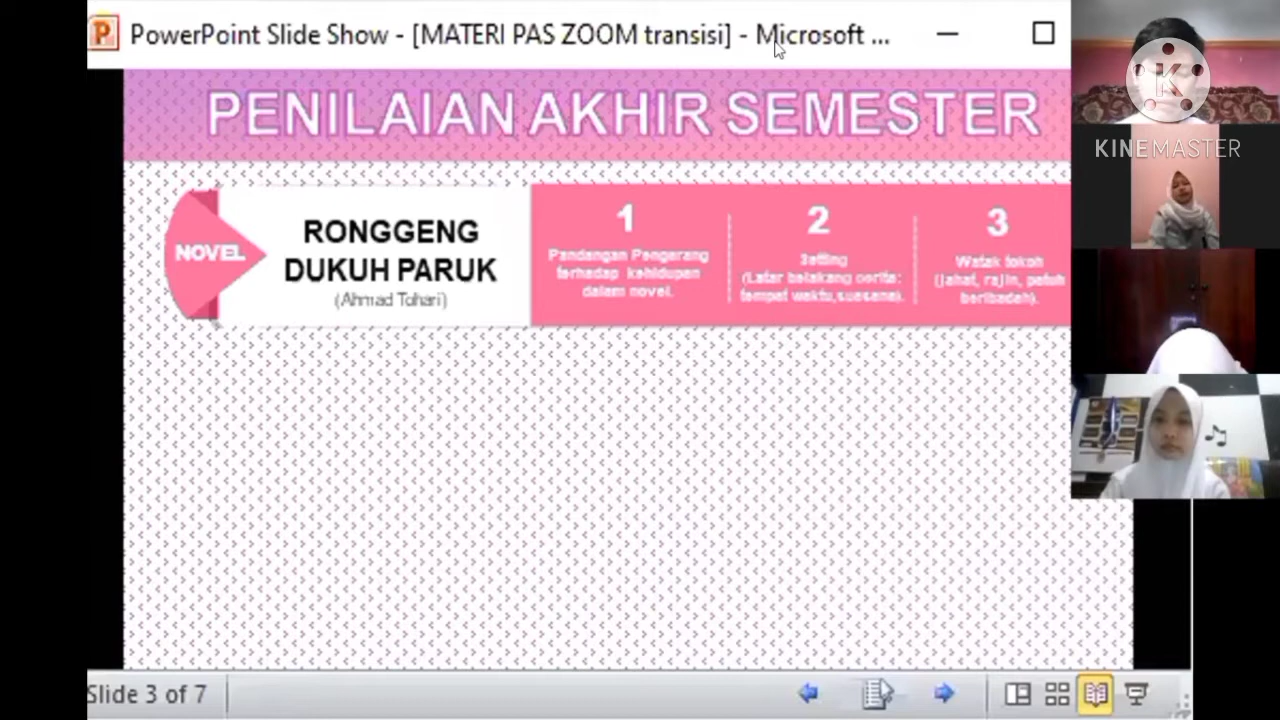 PowerPoint Slide Show - [MATERI PAS ZOOM transisi] - Microsoft ...
PENILAIAN AKHIR SEMESTER
NOVEL
RONGGENG
DUKUH PARUK
(Ahmad Tohari)
1
Pandangan Pengarang
terhadap kehidupan
dalam novel.
2
Setting
(Latar belakang cerita:
tempat waktu,suasana).
3
Watak tokoh
(jahat, rajin, patuh
beribadah).
K
KINEMASTER
Slide 3 of 7